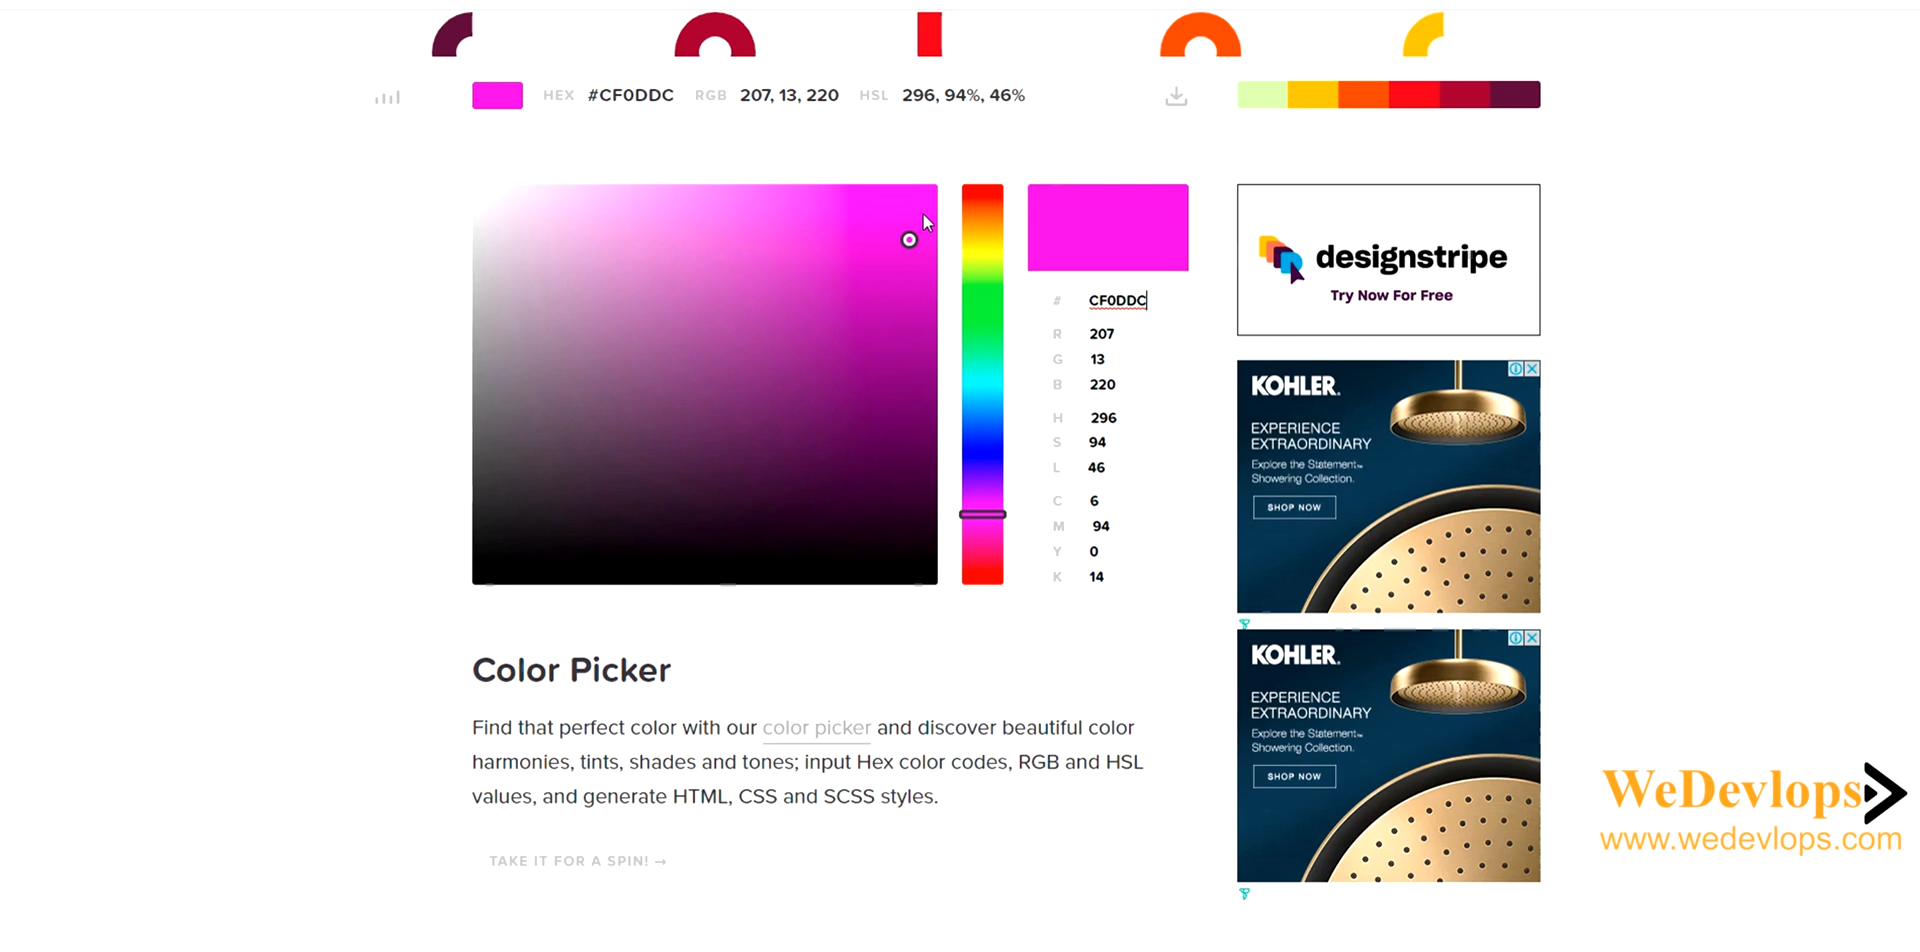 HEX #CF0DDC RGB 207, 13, 220 HSL 296, 94%, 46%
# CF0DDC
R 207
G 13
B 220
H 296
S 94
L 46
C 6
M 94
Y 0
K 14
designstripe
Try Now For Free
KOHLER.
EXPERIENCE
EXTRAORDINARY
Explore the Statement™
Showering Collection.
SHOP NOW
KOHLER.
EXPERIENCE
EXTRAORDINARY
Explore the Statement™
Showering Collection.
SHOP NOW
Color Picker
Find that perfect color with our color picker and discover beautiful color
harmonies, tints, shades and tones; input Hex color codes, RGB and HSL
values, and generate HTML, CSS and SCSS styles.
TAKE IT FOR A SPIN! →
WeDevlops
www.wedevlops.com